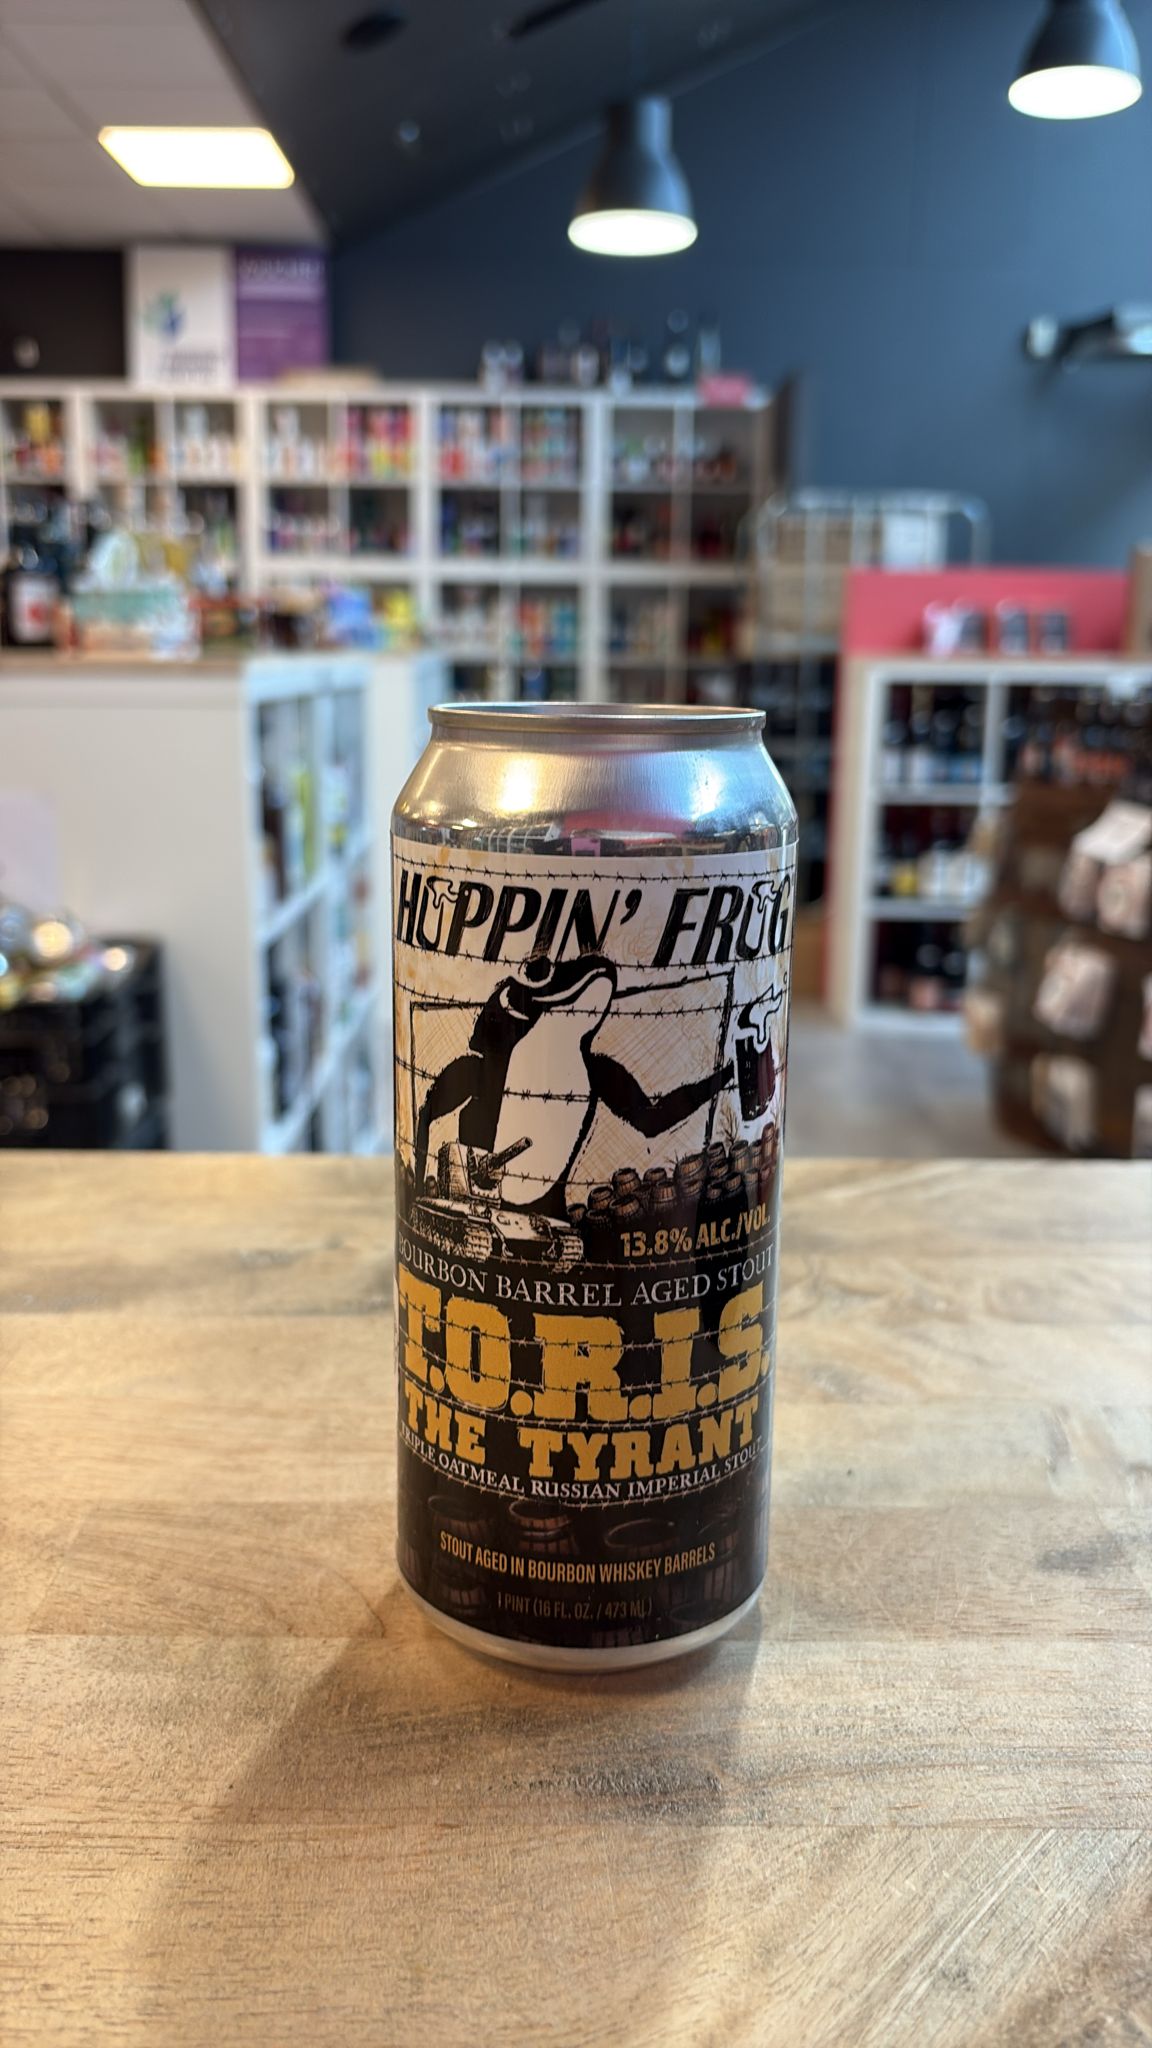 HOPPIN' FROG
13.8% ALC./VOL.
BOURBON BARREL AGED STOUT
T.O.R.I.S.
THE TYRANT
TRIPLE OATMEAL RUSSIAN IMPERIAL STOUT
STOUT AGED IN BOURBON WHISKEY BARRELS
1 PINT (16 FL. OZ. / 473 ML)